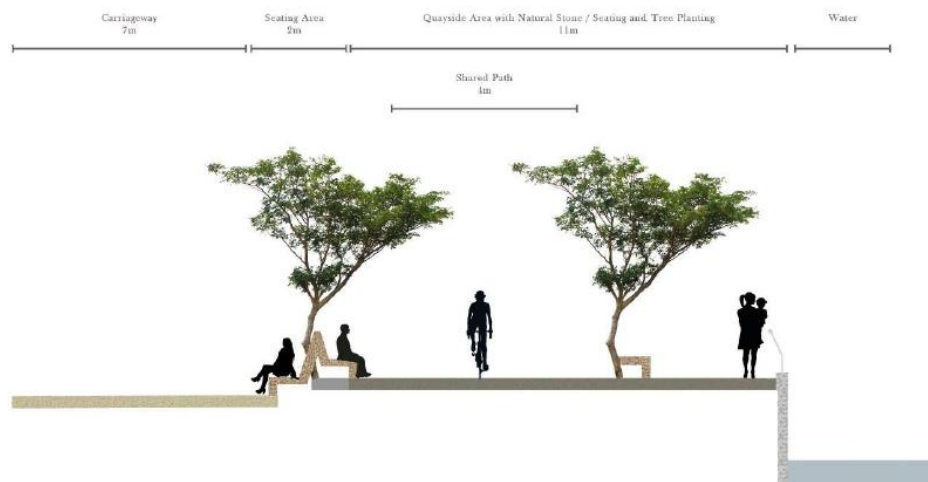 Carriageway
7m
Seating Area
2m
Quayside Area with Natural Stone / Seating and Tree Planting
11m
Water
Shared Path
4m